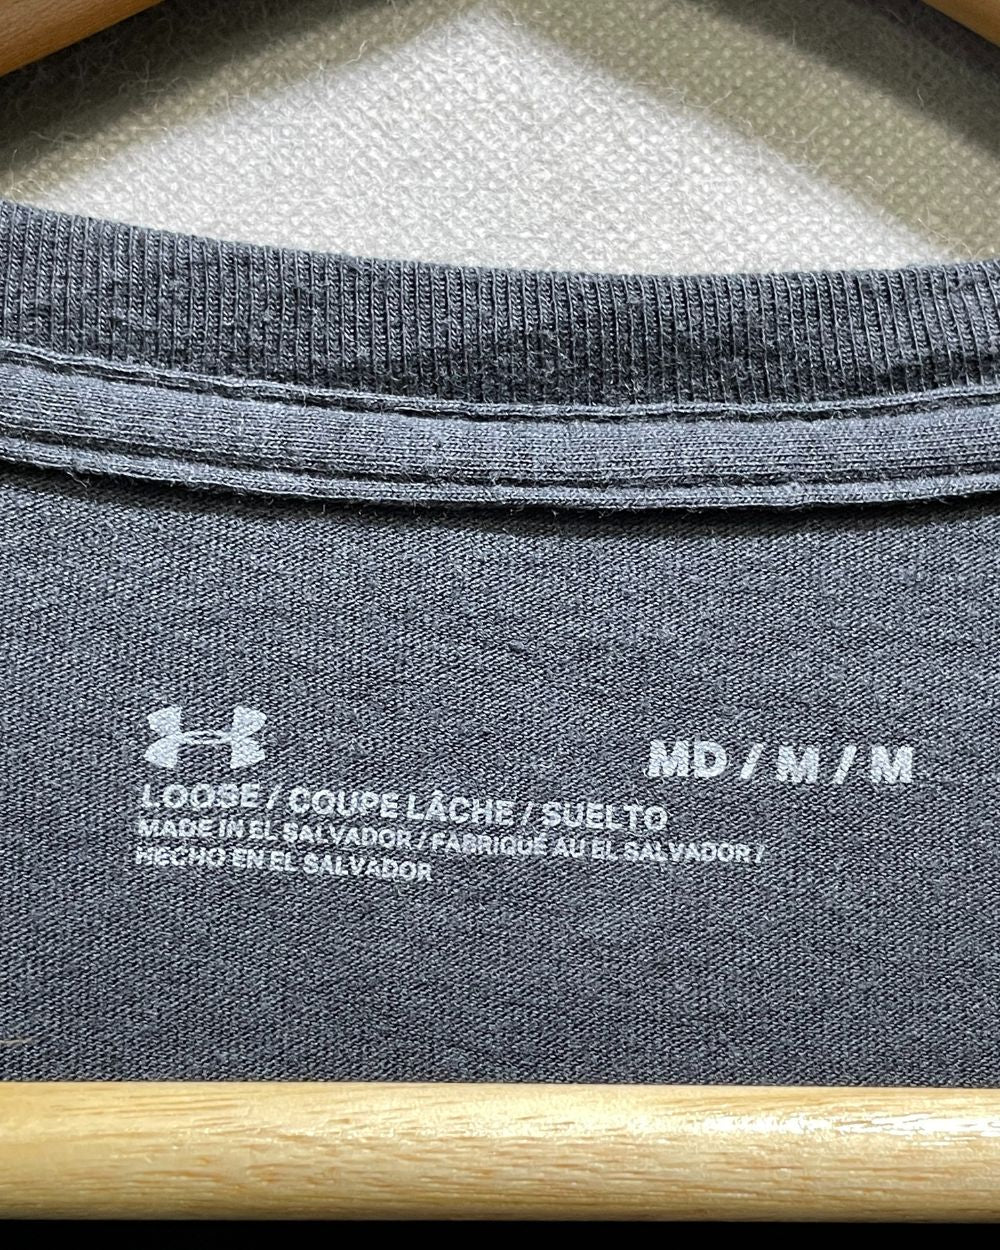 MD / M / M
LOOSE / COUPE LÂCHE / SUELTO
MADE IN EL SALVADOR / FABRIQUÉ AU EL SALVADOR /
HECHO EN EL SALVADOR